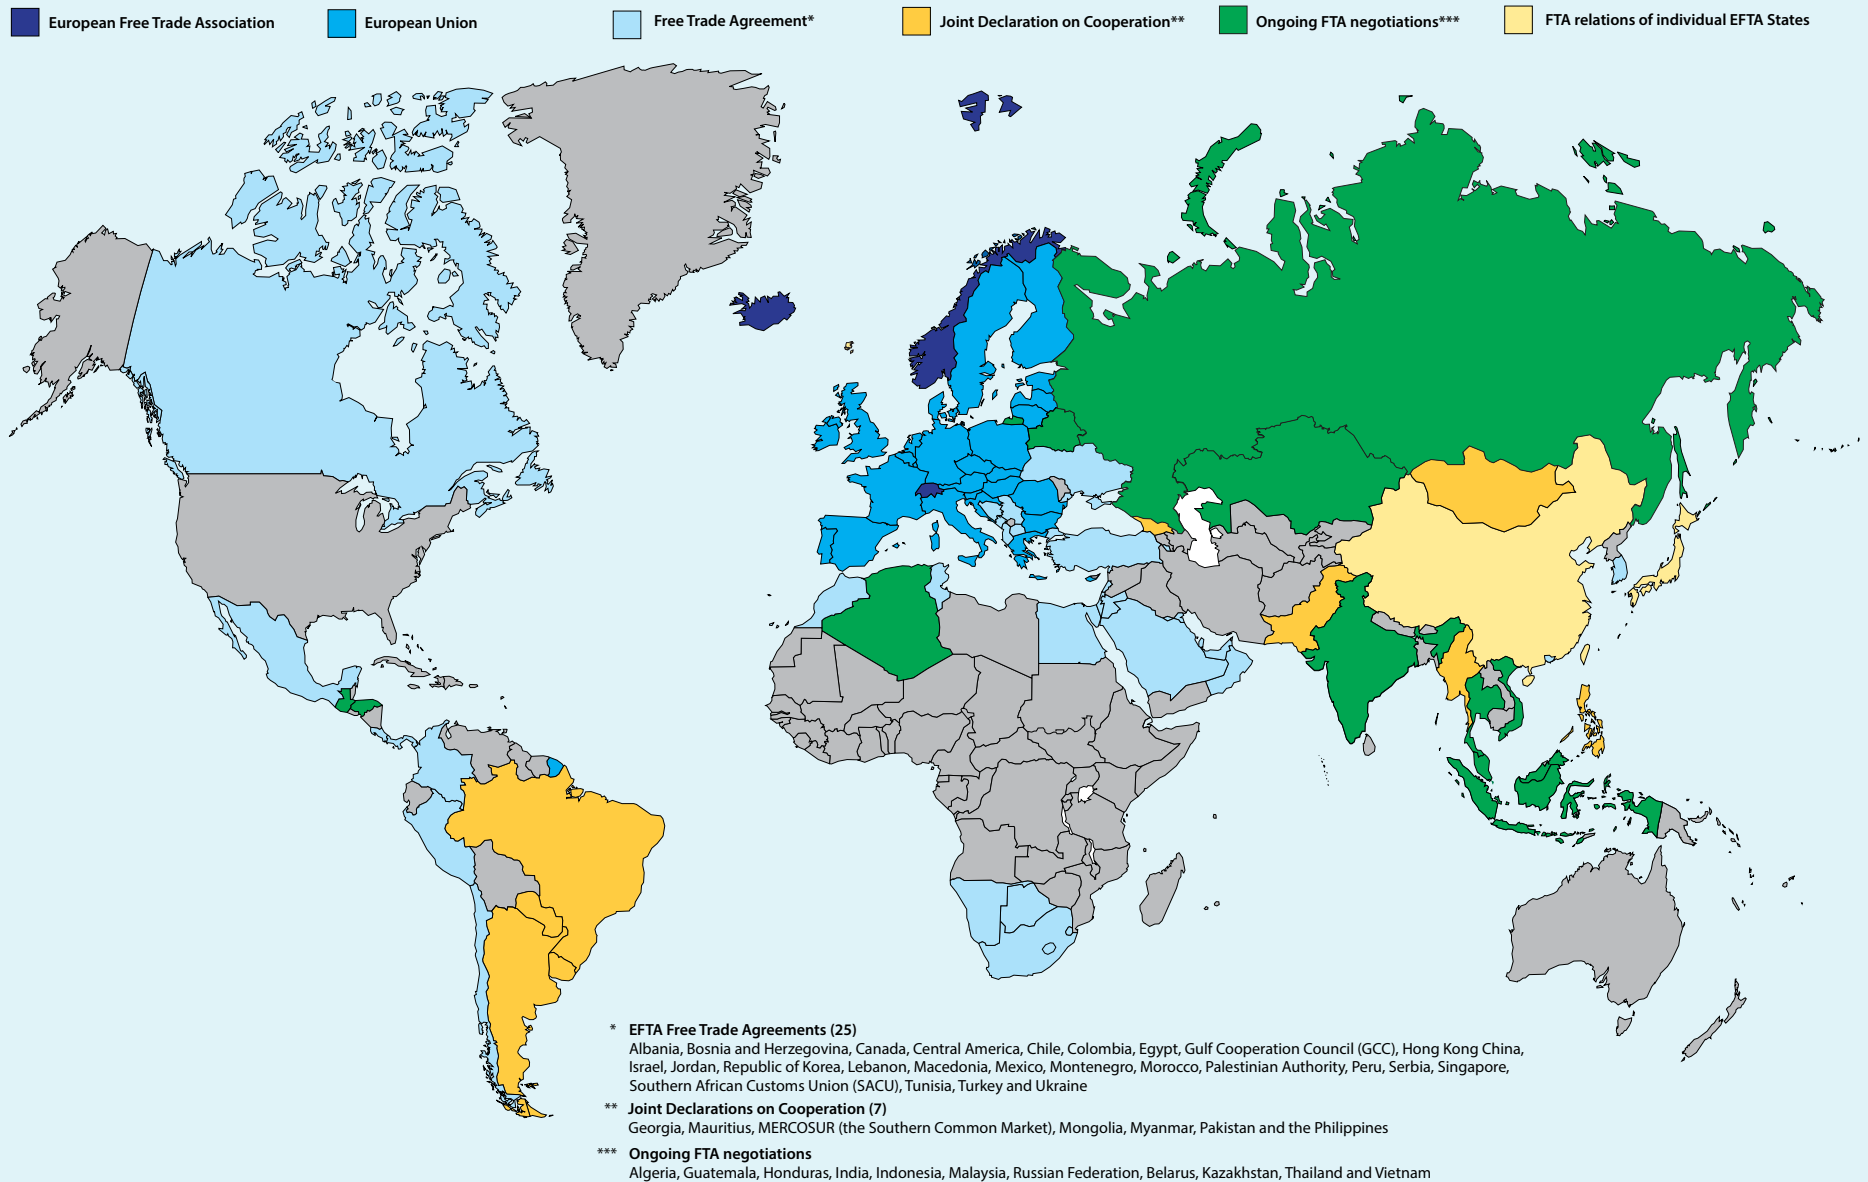 European Free Trade Association
European Union
Free Trade Agreement*
Joint Declaration on Cooperation**
Ongoing FTA negotiations***
FTA relations of individual EFTA States
* EFTA Free Trade Agreements (25)
Albania, Bosnia and Herzegovina, Canada, Central America, Chile, Colombia, Egypt, Gulf Cooperation Council (GCC), Hong Kong China,
Israel, Jordan, Republic of Korea, Lebanon, Macedonia, Mexico, Montenegro, Morocco, Palestinian Authority, Peru, Serbia, Singapore,
Southern African Customs Union (SACU), Tunisia, Turkey and Ukraine
** Joint Declarations on Cooperation (7)
Georgia, Mauritius, MERCOSUR (the Southern Common Market), Mongolia, Myanmar, Pakistan and the Philippines
*** Ongoing FTA negotiations
Algeria, Guatemala, Honduras, India, Indonesia, Malaysia, Russian Federation, Belarus, Kazakhstan, Thailand and Vietnam